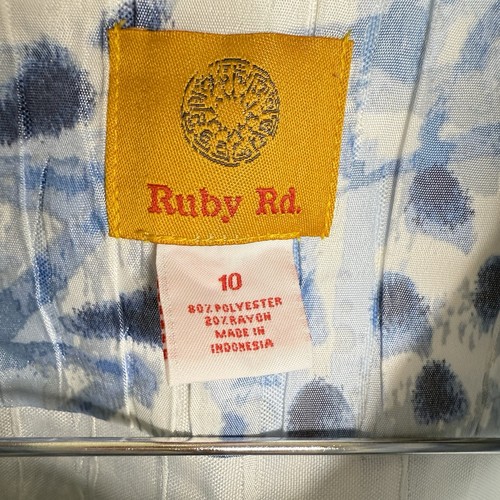 Ruby Rd.
10
80% POLYESTER
20% RAYON
MADE IN
INDONESIA